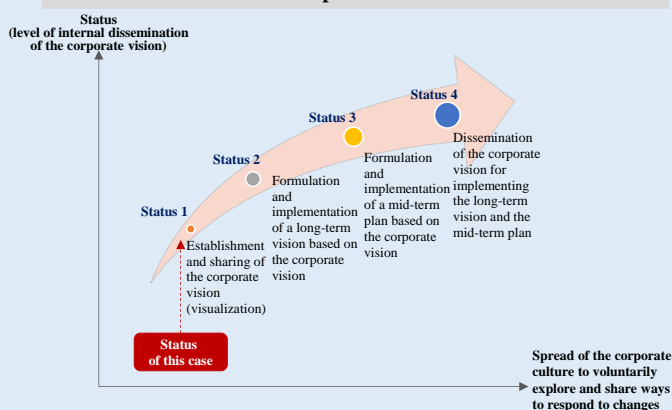 Status
(level of internal dissemination
of the corporate vision)
Status 4
Status 3
Dissemination
of the corporate
vision for
implementing
the long-term
vision and the
mid-term plan
Status 2
Formulation
and
implementation
of a mid-term
plan based on
the corporate
vision
Formulation
and
implementation
of a long-term
vision based on
the corporate
vision
Status 1
Establishment
and sharing of
the corporate
vision
(visualization)
Status
of this case
Spread of the corporate
culture to voluntarily
explore and share ways
to respond to changes